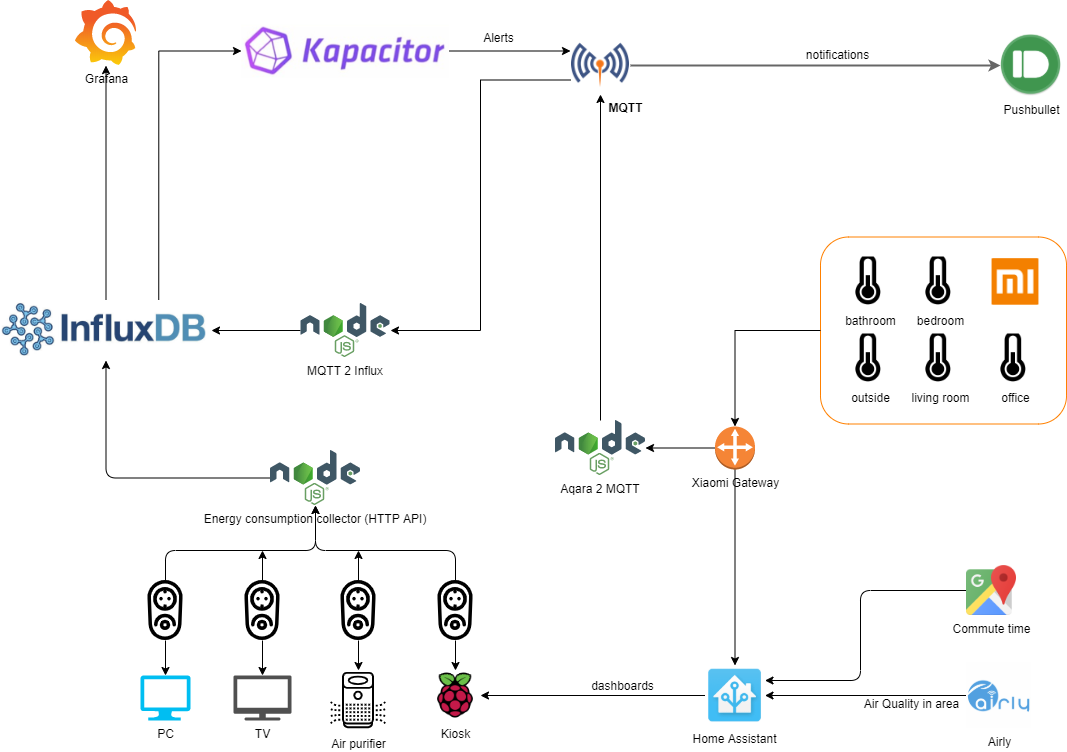 Grafana
Kapacitor
Alerts
MQTT
notifications
Pushbullet
InfluxDB
node
JS
MQTT 2 Influx
mi
bathroom
bedroom
outside
living room
office
node
JS
Aqara 2 MQTT
Xiaomi Gateway
node
JS
Energy consumption collector (HTTP API)
G
Commute time
PC
TV
Air purifier
Kiosk
dashboards
Home Assistant
Air Quality in area
airly
Airly